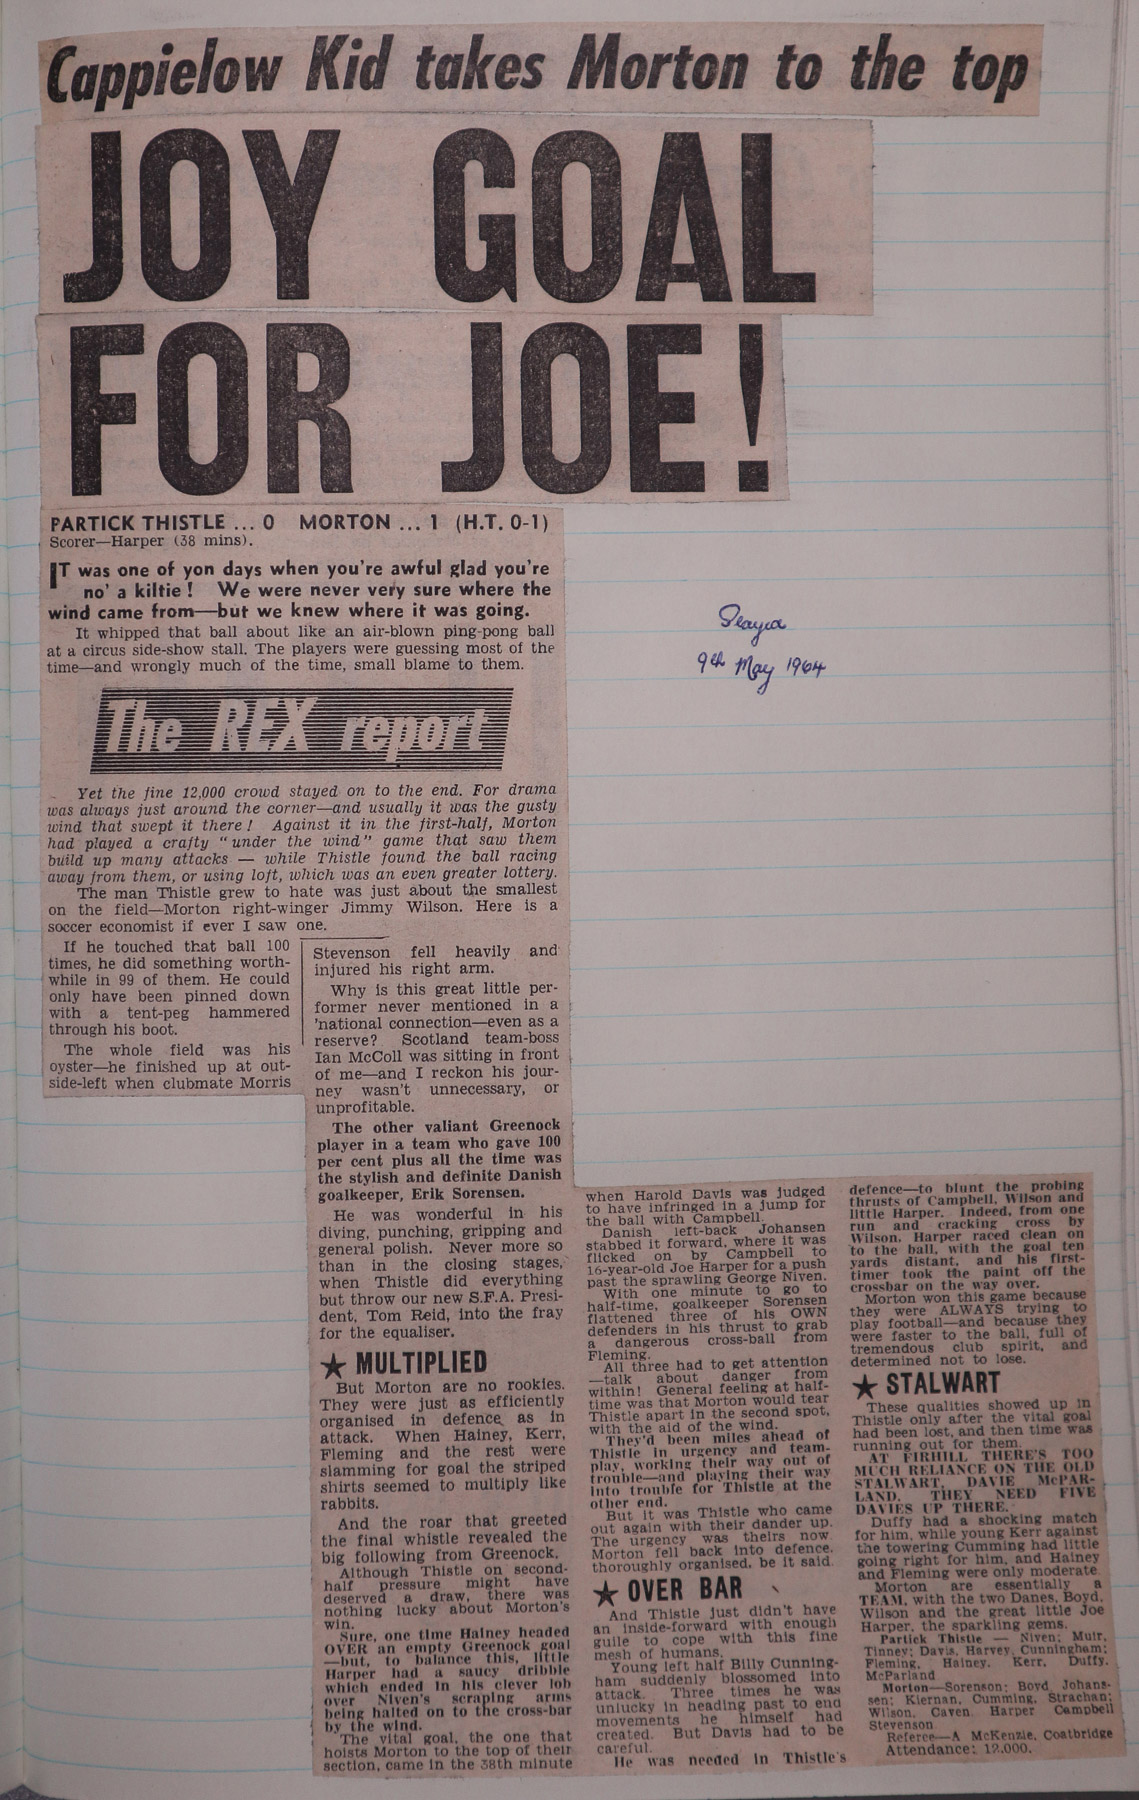 Cappielow Kid takes Morton to the top
JOY GOAL
FOR JOE!
PARTICK THISTLE ... 0 MORTON ... 1 (H.T. 0-1)
Scorer—Harper (38 mins).
IT was one of yon days when you're awful glad you're
no' a kiltie! We were never very sure where the
wind came from—but we knew where it was going.
It whipped that ball about like an air-blown ping-pong ball
at a circus side-show stall. The players were guessing most of the
time—and wrongly much of the time, small blame to them.
The REX report
Yet the fine 12,000 crowd stayed on to the end. For drama
was always just around the corner—and usually it was the gusty
wind that swept it there! Against it in the first-half, Morton
had played a crafty "under the wind" game that saw them
build up many attacks — while Thistle found the ball racing
away from them, or using loft, which was an even greater lottery.
The man Thistle grew to hate was just about the smallest
on the field—Morton right-winger Jimmy Wilson. Here is a
soccer economist if ever I saw one.
If he touched that ball 100
times, he did something worth-
while in 99 of them. He could
only have been pinned down
with a tent-peg hammered
through his boot.
The whole field was his
oyster—he finished up at out-
side-left when clubmate Morris
Stevenson fell heavily and
injured his right arm.
Why is this great little per-
former never mentioned in a
'national connection—even as a
reserve? Scotland team-boss
Ian McColl was sitting in front
of me—and I reckon his jour-
ney wasn't unnecessary, or
unprofitable.
The other valiant Greenock
player in a team who gave 100
per cent plus all the time was
the stylish and definite Danish
goalkeeper, Erik Sorensen.
He was wonderful in his
diving, punching, gripping and
general polish. Never more so
than in the closing stages,
when Thistle did everything
but throw our new S.F.A. Presi-
dent, Tom Reid, into the fray
for the equaliser.
★ MULTIPLIED
But Morton are no rookies.
They were just as efficiently
organised in defence as in
attack. When Hainey, Kerr,
Fleming and the rest were
slamming for goal the striped
shirts seemed to multiply like
rabbits.
And the roar that greeted
the final whistle revealed the
big following from Greenock.
Although Thistle on second-
half pressure might have
deserved a draw, there was
nothing lucky about Morton's
win.
Sure, one time Hainey headed
OVER an empty Greenock goal
—but, to balance this, little
Harper had a saucy dribble
which ended in his clever lob
over Niven's scraping arms
being halted on to the cross-bar
by the wind.
The vital goal, the one that
hoists Morton to the top of their
section, came in the 38th minute
when Harold Davis was judged
to have infringed in a jump for
the ball with Campbell.
Danish left-back Johansen
stabbed it forward, where it was
flicked on by Campbell to
16-year-old Joe Harper for a push
past the sprawling George Niven.
With one minute to go to
half-time, goalkeeper Sorensen
flattened three of his OWN
defenders in his thrust to grab
a dangerous cross-ball from
Fleming.
All three had to get attention
—talk about danger from
within! General feeling at half-
time was that Morton would tear
Thistle apart in the second spot,
with the aid of the wind.
They'd been miles ahead of
Thistle in urgency and team-
play, working their way out of
trouble—and playing their way
into trouble for Thistle at the
other end.
But it was Thistle who came
out again with their dander up.
The urgency was theirs now.
Morton fell back into defence.
thoroughly organised, be it said.
★ OVER BAR
And Thistle just didn't have
an inside-forward with enough
guile to cope with this fine
mesh of humans.
Young left half Billy Cunning-
ham suddenly blossomed into
attack. Three times he was
unlucky in heading past to end
movements he himself had
created. But Davis had to be
careful.
He was needed in Thistle's
defence—to blunt the probing
thrusts of Campbell, Wilson and
little Harper. Indeed, from one
run and cracking cross by
Wilson, Harper raced clean on
to the ball, with the goal ten
yards distant, and his first-
timer took the paint off the
crossbar on the way over.
Morton won this game because
they were ALWAYS trying to
play football—and because they
were faster to the ball, full of
tremendous club spirit, and
determined not to lose.
★ STALWART
These qualities showed up in
Thistle only after the vital goal
had been lost, and then time was
running out for them.
AT FIRHILL THERE'S TOO
MUCH RELIANCE ON THE OLD
STALWART, DAVIE McPAR-
LAND. THEY NEED FIVE
DAVIES UP THERE.
Duffy had a shocking match
for him, while young Kerr against
the towering Cumming had little
going right for him, and Hainey
and Fleming were only moderate.
Morton are essentially a
TEAM, with the two Danes, Boyd,
Wilson and the great little Joe
Harper, the sparkling gems.
Partick Thistle — Niven; Muir,
Tinney; Davis, Harvey, Cunningham;
Fleming, Hainey, Kerr, Duffy,
McParland
Morton—Sorenson; Boyd, Johans-
sen; Kiernan, Cumming, Strachan;
Wilson, Caven, Harper Campbell
Stevenson
Referee—A McKenzie, Coatbridge
Attendance: 12,000.
9th May 1964